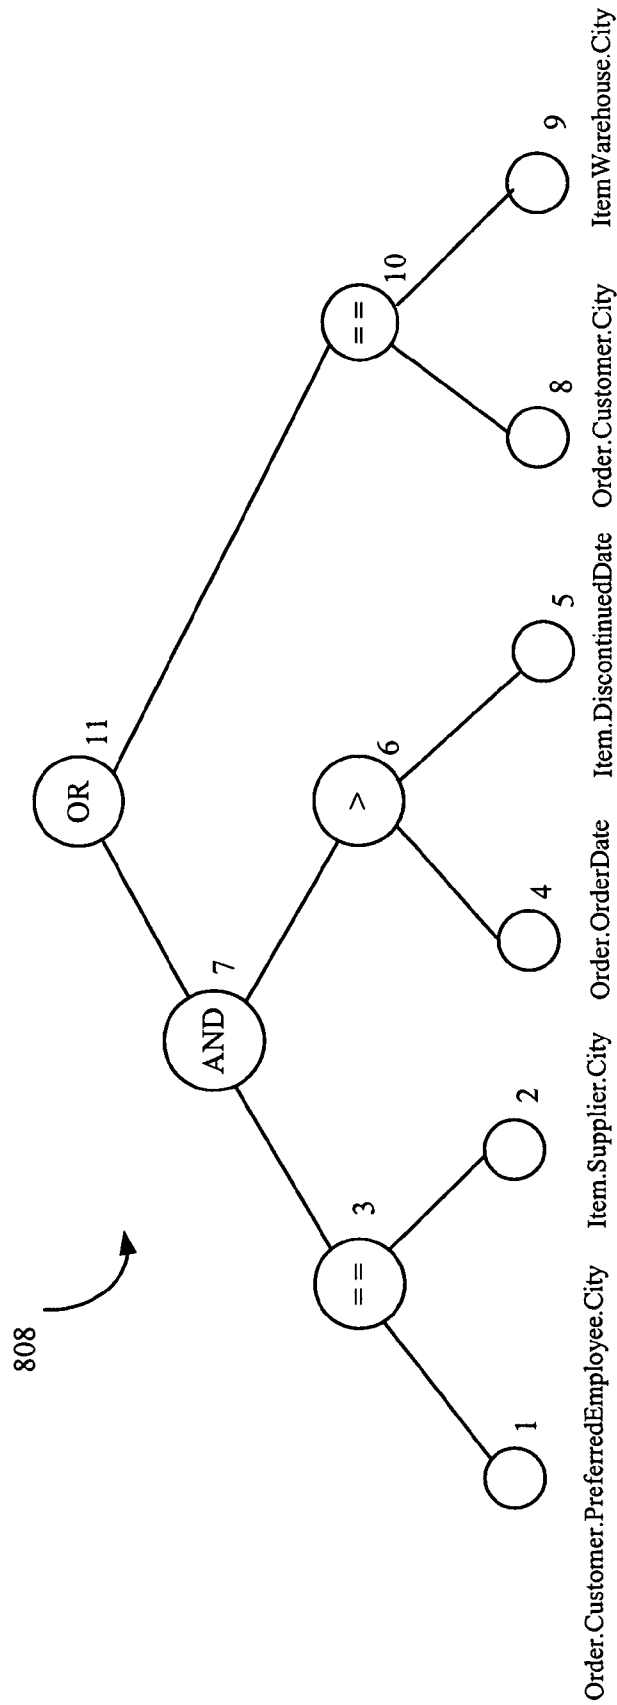 808
OR
11
AND
7
==
3
>
6
==
10
1
2
4
5
8
9
Order.Customer.PreferredEmployee.City
Item.Supplier.City
Order.OrderDate
Item.DiscontinuedDate
Order.Customer.City
ItemWarehouse.City